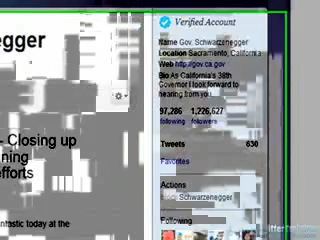 egger
Verified Account
Name Gov. Schwarzenegger
Location Sacramento, California
Web http://gov.ca.gov
Bio As California's 38th
Governor I look forward to
hearing from you.
97,286 1,226,627
following followers
- Closing up
ning
efforts
Tweets 630
Favorites
Actions
block Schwarzenegger
Following
ntastic today at the